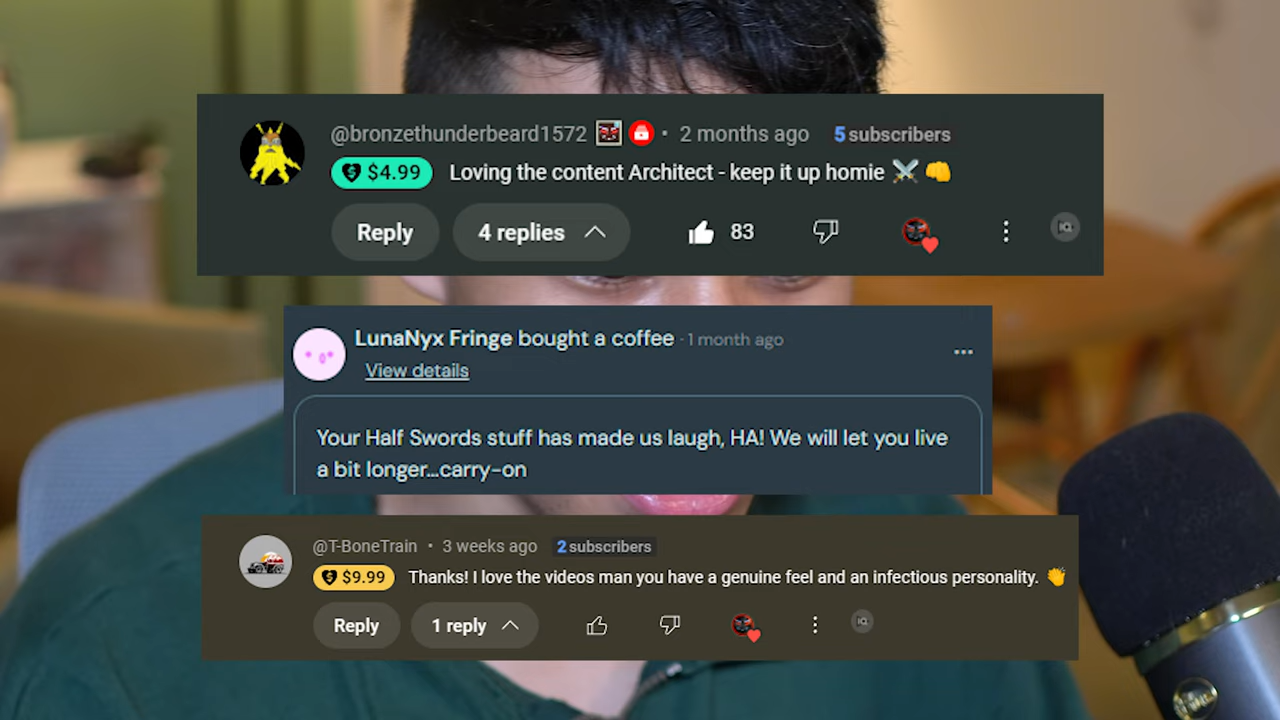 @bronzethunderbeard1572 • 2 months ago 5 subscribers
$4.99 Loving the content Architect - keep it up homie ⚔️ 👊
Reply 4 replies 83
IQ
LunaNyx Fringe bought a coffee · 1 month ago
View details
Your Half Swords stuff has made us laugh, HA! We will let you live
a bit longer...carry-on
@T-BoneTrain • 3 weeks ago 2 subscribers
$9.99 Thanks! I love the videos man you have a genuine feel and an infectious personality. 👏
Reply 1 reply
IQ